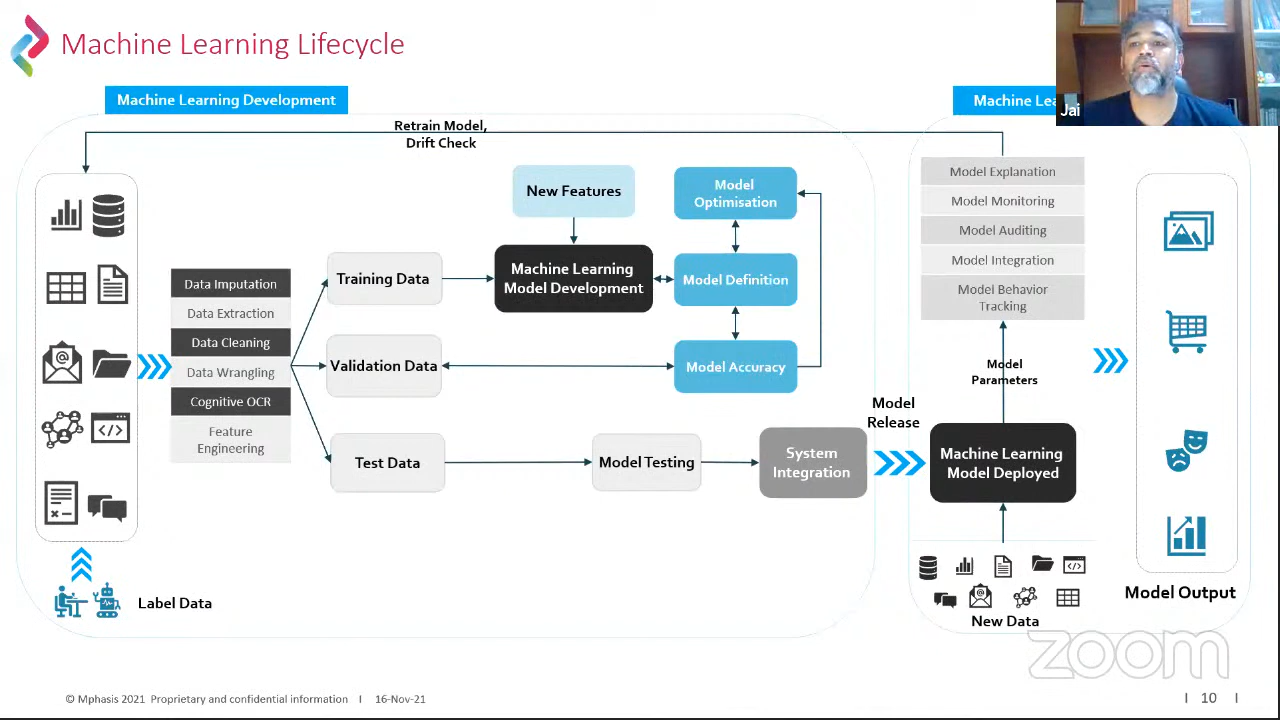 Machine Learning Lifecycle
Jai
Machine Learning Development
Machine Lea
Retrain Model,
Drift Check
New Features
Model
Optimisation
Model Explanation
Model Monitoring
Model Auditing
Model Integration
Model Behavior
Tracking
Training Data
Machine Learning
Model Development
Model Definition
Data Imputation
Data Extraction
Data Cleaning
Data Wrangling
Cognitive OCR
Feature
Engineering
Validation Data
Model Accuracy
Model
Parameters
Model
Release
Test Data
Model Testing
System
Integration
Machine Learning
Model Deployed
Label Data
New Data
Model Output
zoom
© Mphasis 2021 Proprietary and confidential information I 16-Nov-21
I 10 I